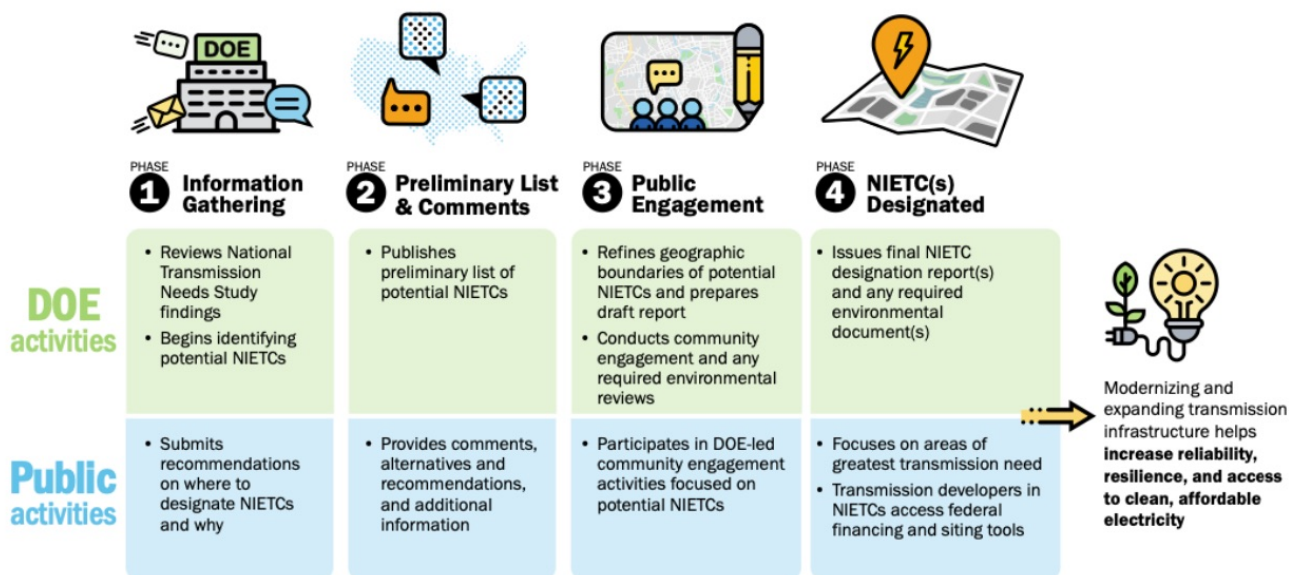 DOE
PHASE
1 Information
Gathering
PHASE
2 Preliminary List
& Comments
PHASE
3 Public
Engagement
PHASE
4 NIETC(s)
Designated
DOE
activities
• Reviews National
Transmission
Needs Study
findings
• Begins identifying
potential NIETCs
• Publishes
preliminary list of
potential NIETCs
• Refines geographic
boundaries of potential
NIETCs and prepares
draft report
• Conducts community
engagement and any
required environmental
reviews
• Issues final NIETC
designation report(s)
and any required
environmental
document(s)
Public
activities
• Submits
recommendations
on where to
designate NIETCs
and why
• Provides comments,
alternatives and
recommendations,
and additional
information
• Participates in DOE-led
community engagement
activities focused on
potential NIETCs
• Focuses on areas of
greatest transmission need
• Transmission developers in
NIETCs access federal
financing and siting tools
Modernizing and
expanding transmission
infrastructure helps
increase reliability,
resilience, and access
to clean, affordable
electricity